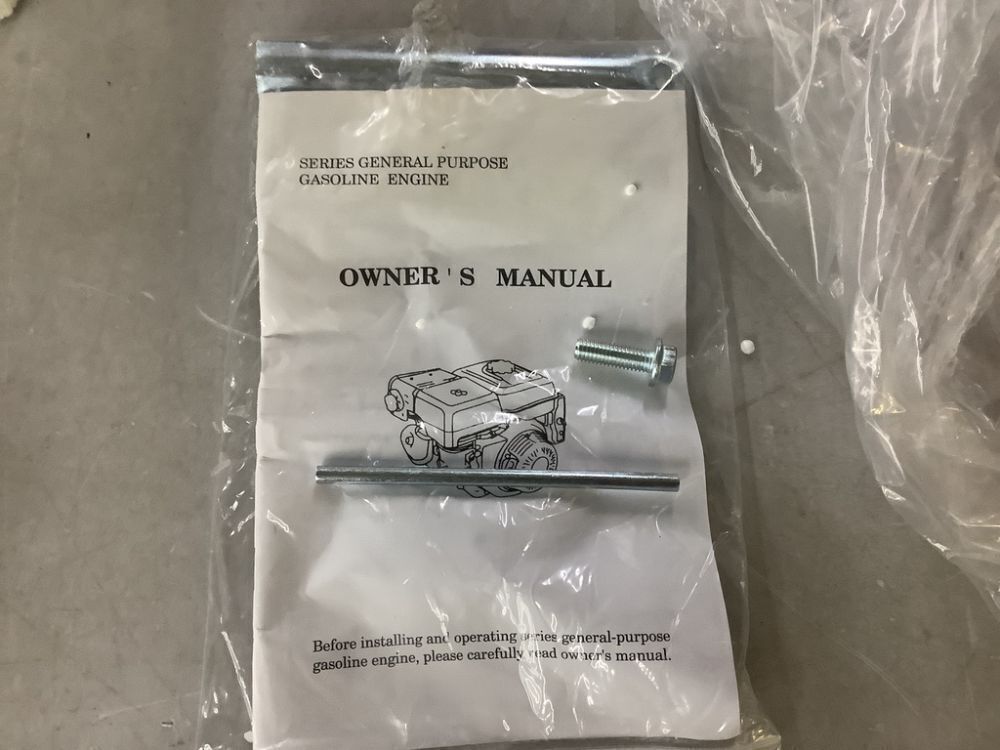 SERIES GENERAL PURPOSE
GASOLINE ENGINE
OWNER'S MANUAL
Before installing and operating series general-purpose
gasoline engine, please carefully read owner's manual.